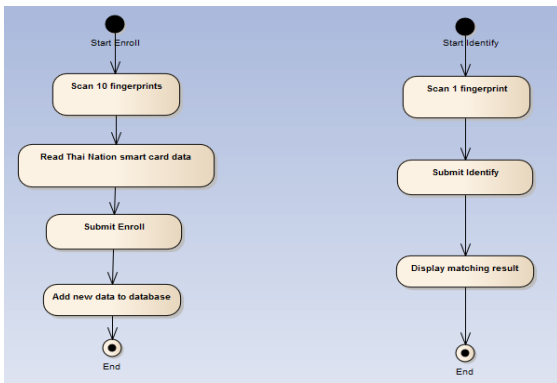 Start Enroll
Scan 10 fingerprints
Read Thai Nation smart card data
Submit Enroll
Add new data to database
End
Start Identify
Scan 1 fingerprint
Submit Identify
Display matching result
End